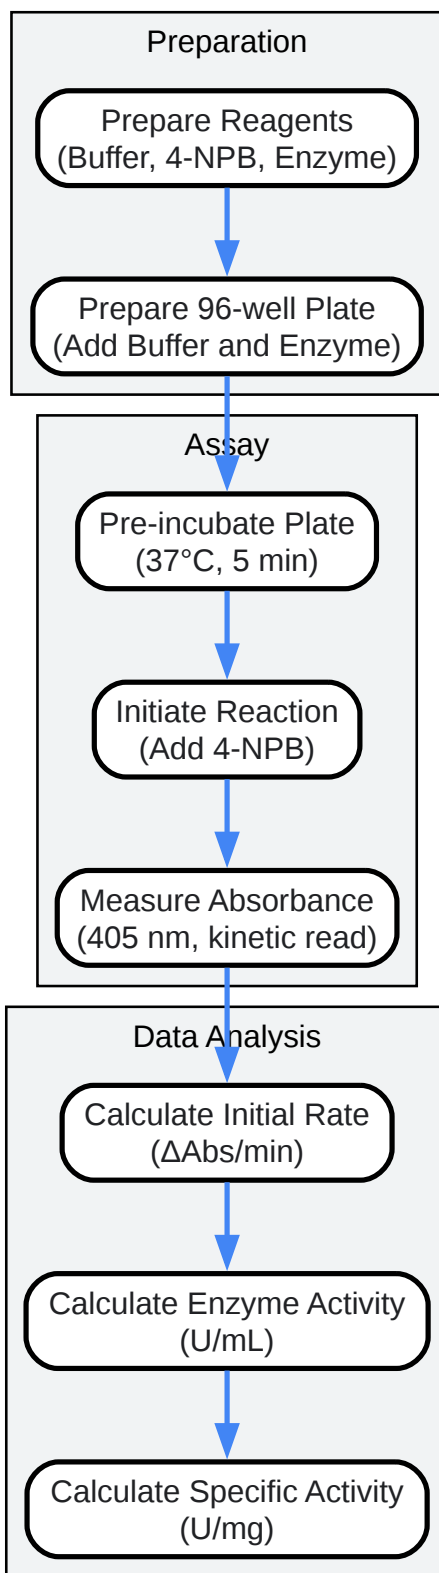 Preparation
Prepare Reagents
(Buffer, 4-NPB, Enzyme)
Prepare 96-well Plate
(Add Buffer and Enzyme)
Assay
Pre-incubate Plate
(37°C, 5 min)
Initiate Reaction
(Add 4-NPB)
Measure Absorbance
(405 nm, kinetic read)
Data Analysis
Calculate Initial Rate
(ΔAbs/min)
Calculate Enzyme Activity
(U/mL)
Calculate Specific Activity
(U/mg)